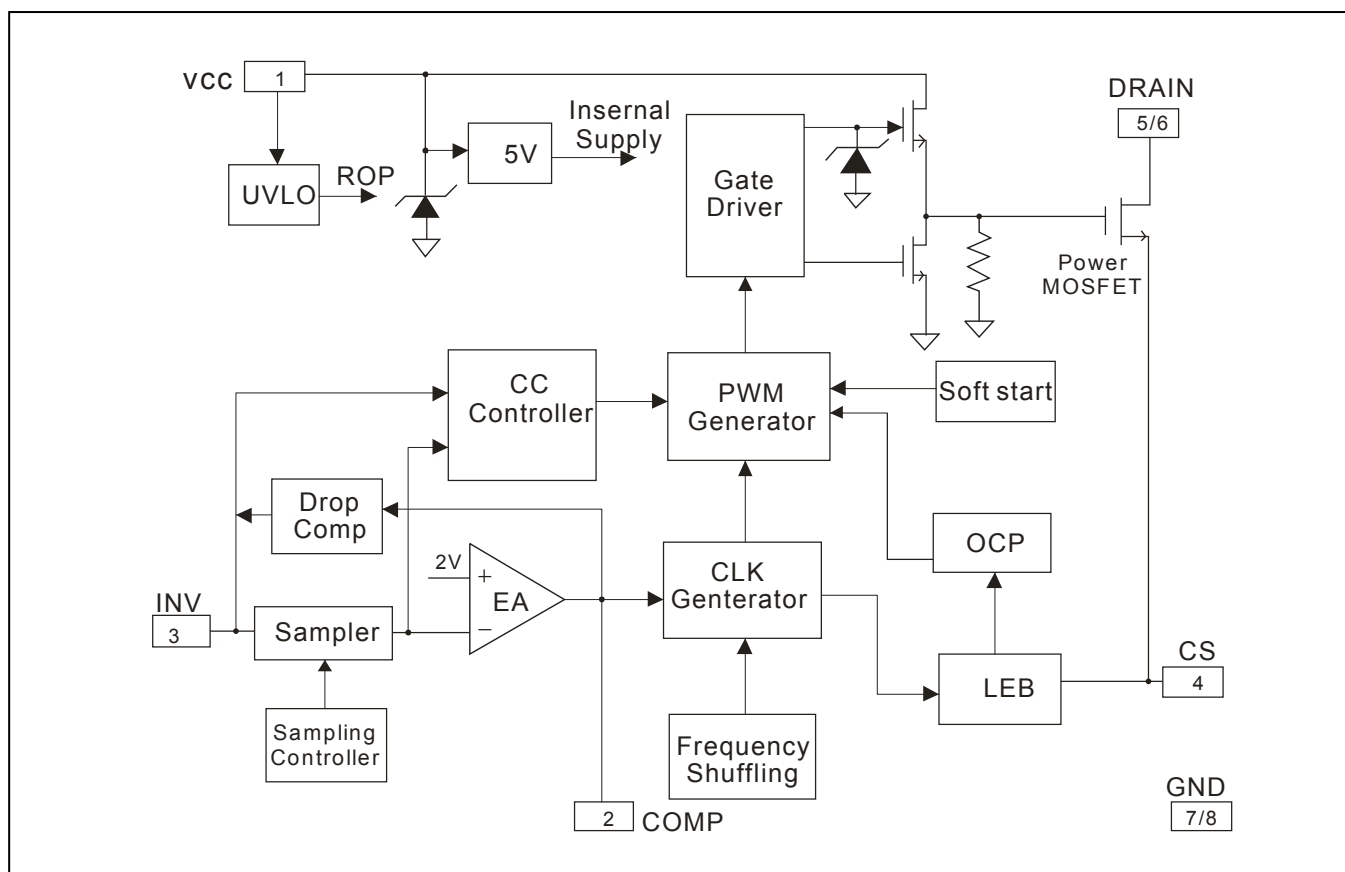 vcc
1
DRAIN
5/6
Insernal
Supply
5V
UVLO
ROP
Gate
Driver
Power
MOSFET
CC
Controller
PWM
Generator
Soft start
Drop
Comp
OCP
2V
+
EA
−
CLK
Genterator
INV
3
Sampler
LEB
CS
4
Sampling
Controller
Frequency
Shuffling
2
COMP
GND
7/8